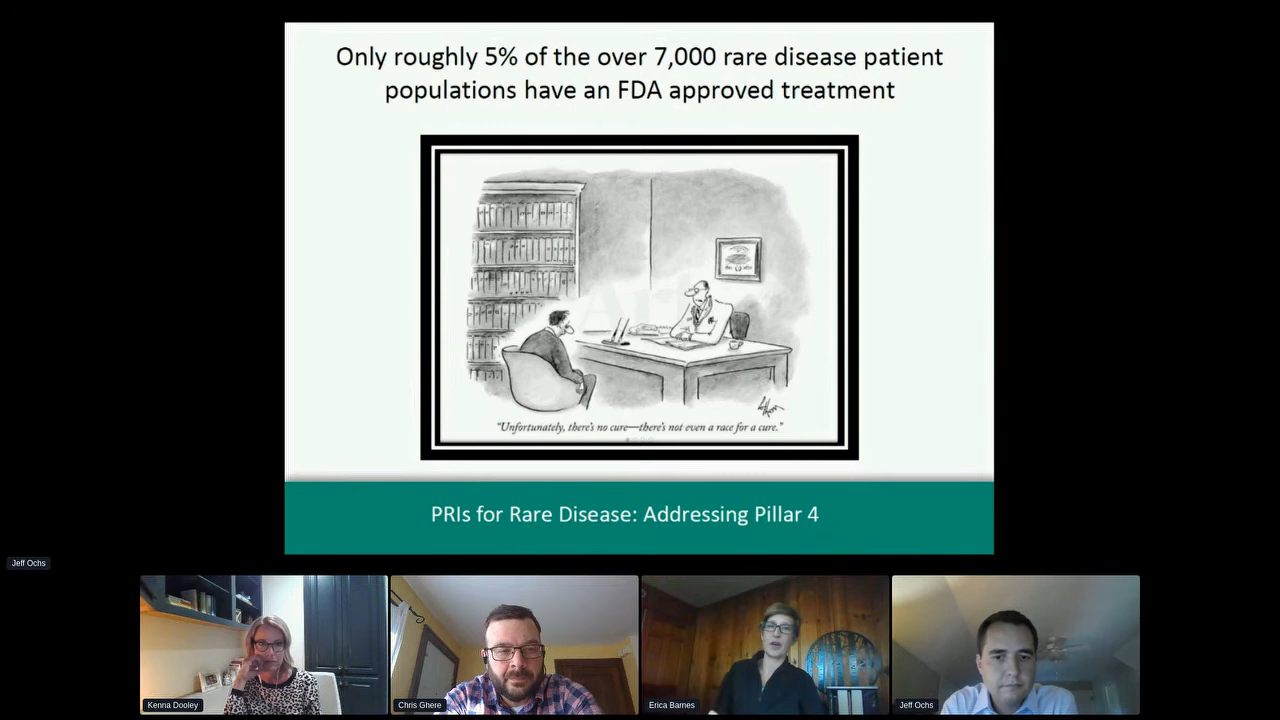 Only roughly 5% of the over 7,000 rare disease patient
populations have an FDA approved treatment
"Unfortunately, there's no cure—there's not even a race for a cure."
PRIs for Rare Disease: Addressing Pillar 4
Jeff Ochs
Kenna Dooley
Chris Ghere
Erica Barnes
Jeff Ochs